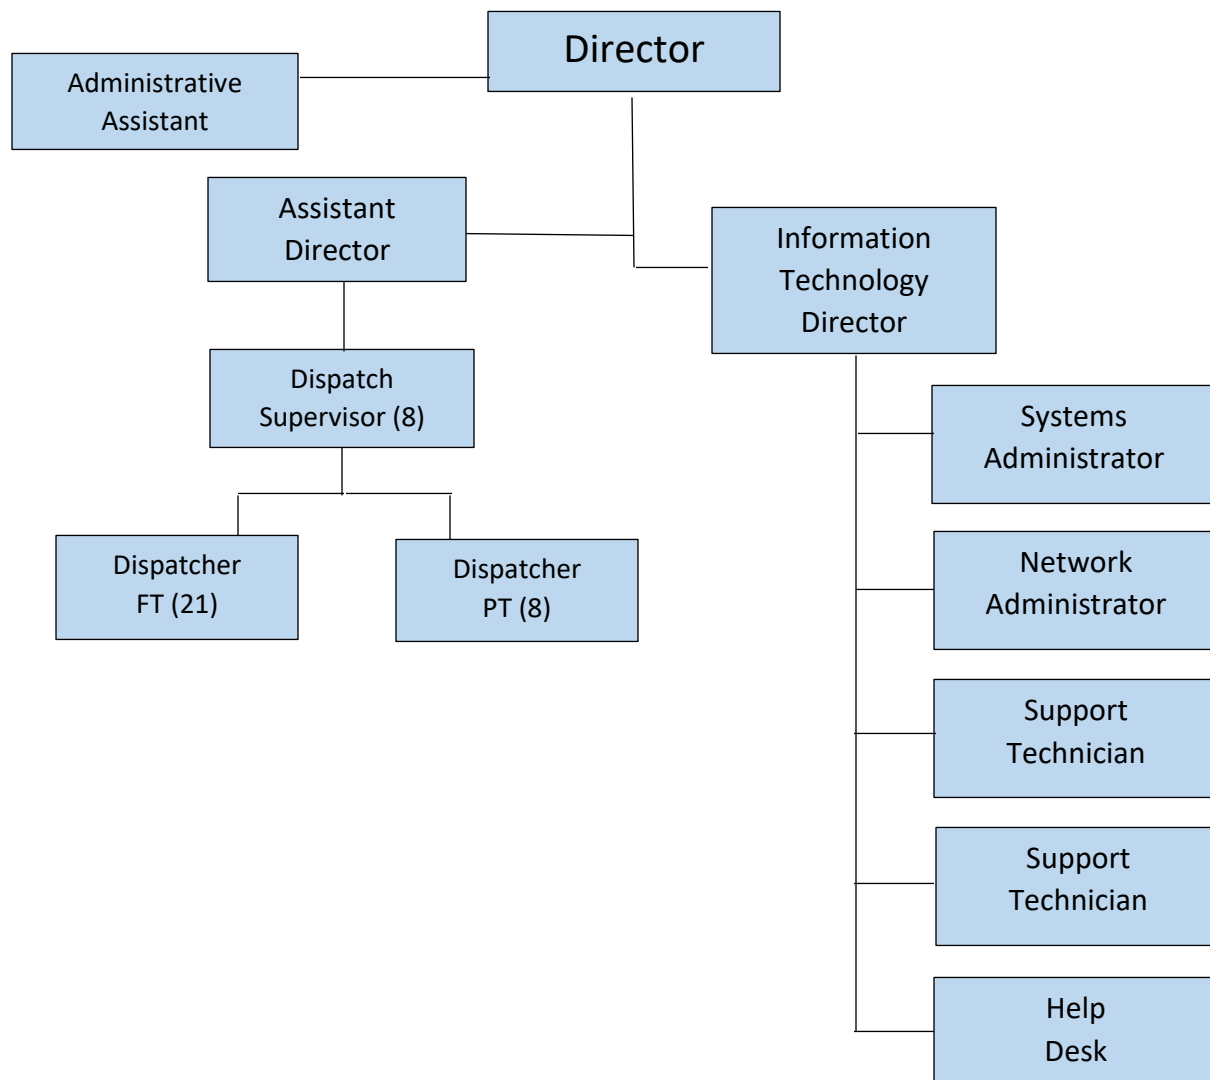 Director
Administrative
Assistant
Assistant
Director
Information
Technology
Director
Dispatch
Supervisor (8)
Systems
Administrator
Dispatcher
FT (21)
Dispatcher
PT (8)
Network
Administrator
Support
Technician
Support
Technician
Help
Desk